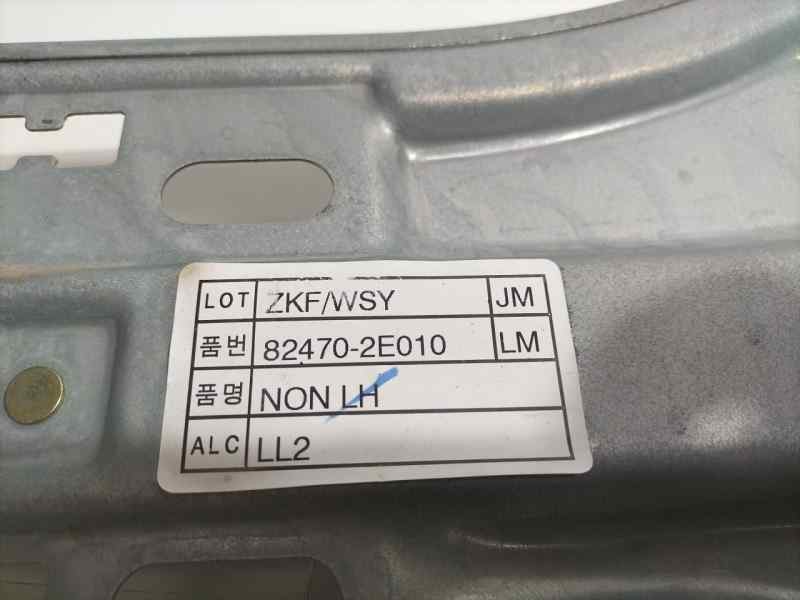 LOT ZKF/WSY JM
품번 82470-2E010 LM
품명 NON LH
ALC LL2